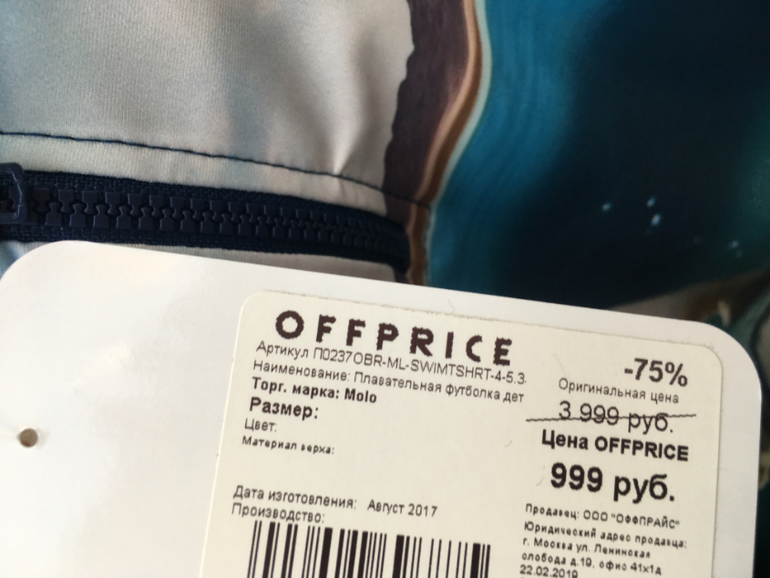 OFFPRICE
Артикул П0237OBR-ML-SWIMTSHRT-4-5.3
Наименование: Плавательная футболка дет
Торг. марка: Molo
Размер:
Цвет:
Материал верха:
Дата изготовления: Август 2017
Производство:
-75%
Оригинальная цена
3 999 руб.
Цена OFFPRICE
999 руб.
Продавец: ООО "ОФФПРАЙС"
Юридический адрес продавца:
г. Москва ул. Ленинская
слобода д.19, офис 41х1д
22.02.2019